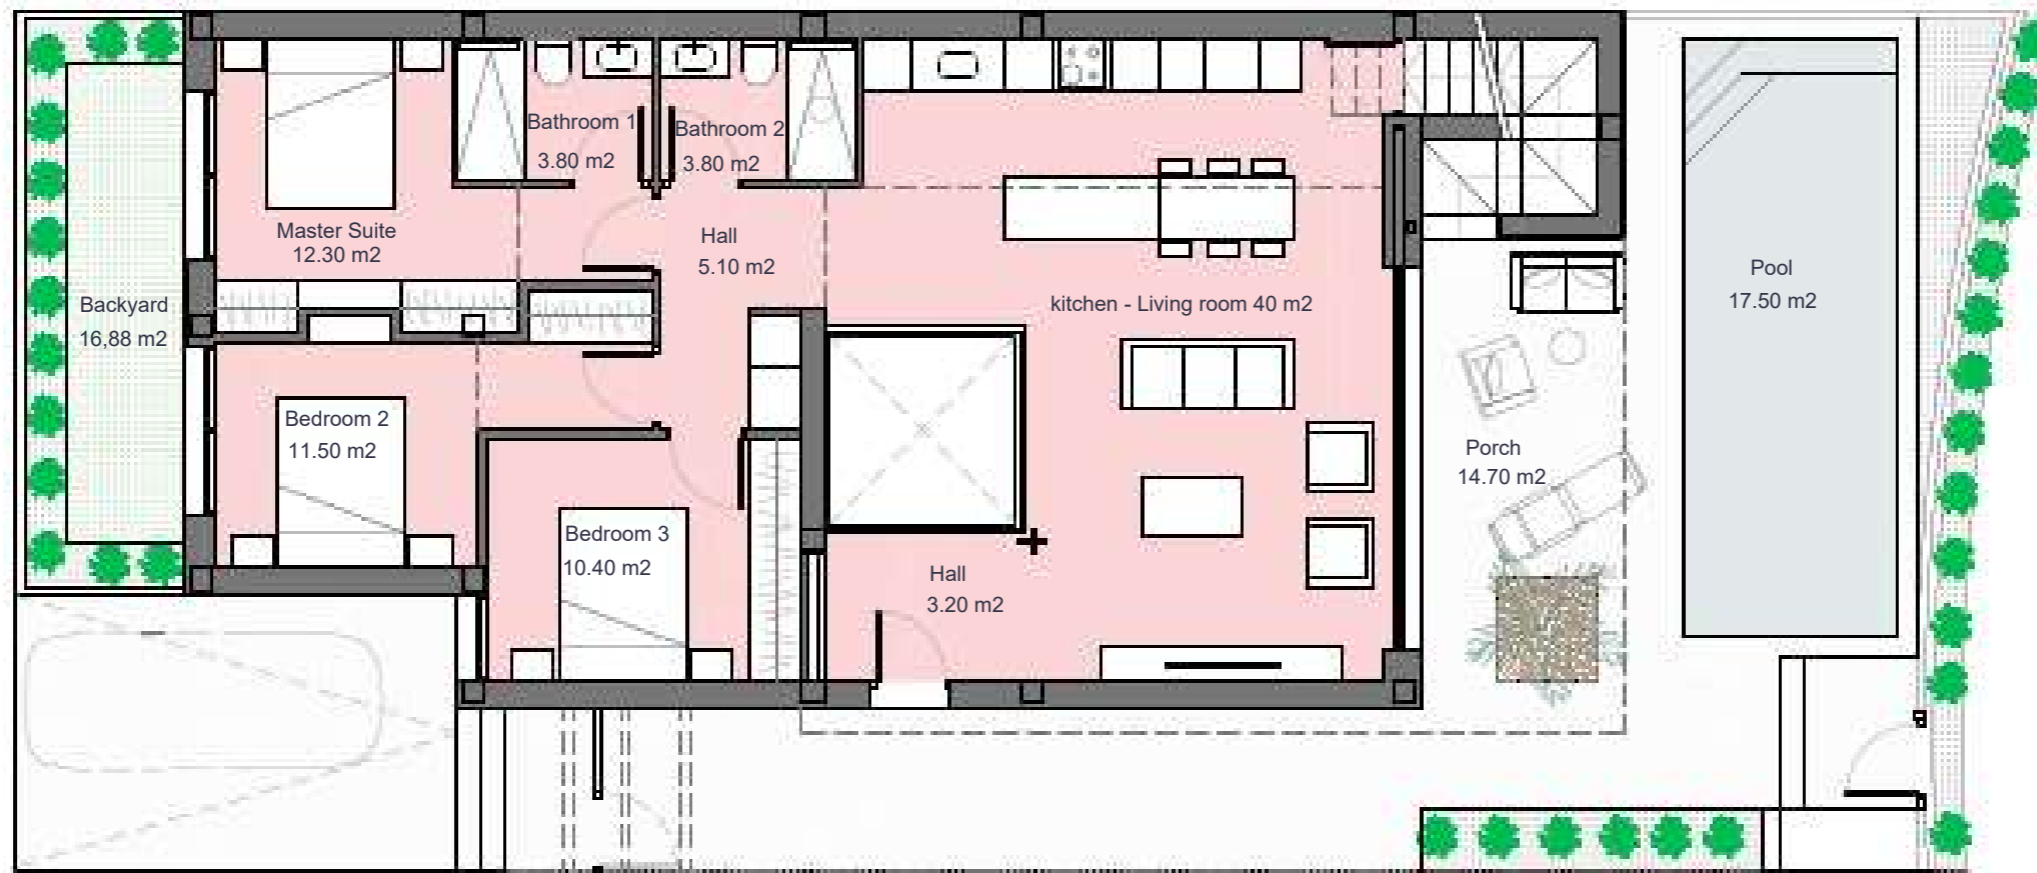 Bathroom 1
3.80 m2
Bathroom 2
3.80 m2
Master Suite
12.30 m2
Hall
5.10 m2
Backyard
16,88 m2
kitchen - Living room 40 m2
Pool
17.50 m2
Bedroom 2
11.50 m2
Porch
14.70 m2
Bedroom 3
10.40 m2
Hall
3.20 m2